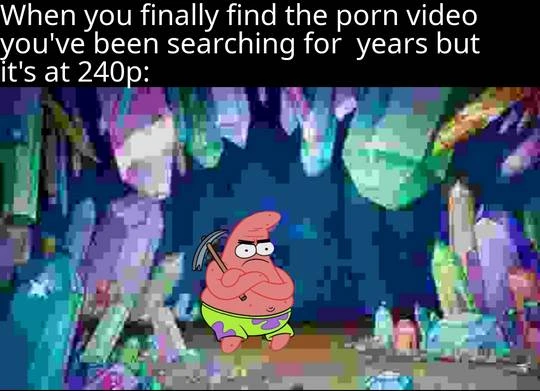 When you finally find the porn video
you've been searching for  years but
it's at 240p: